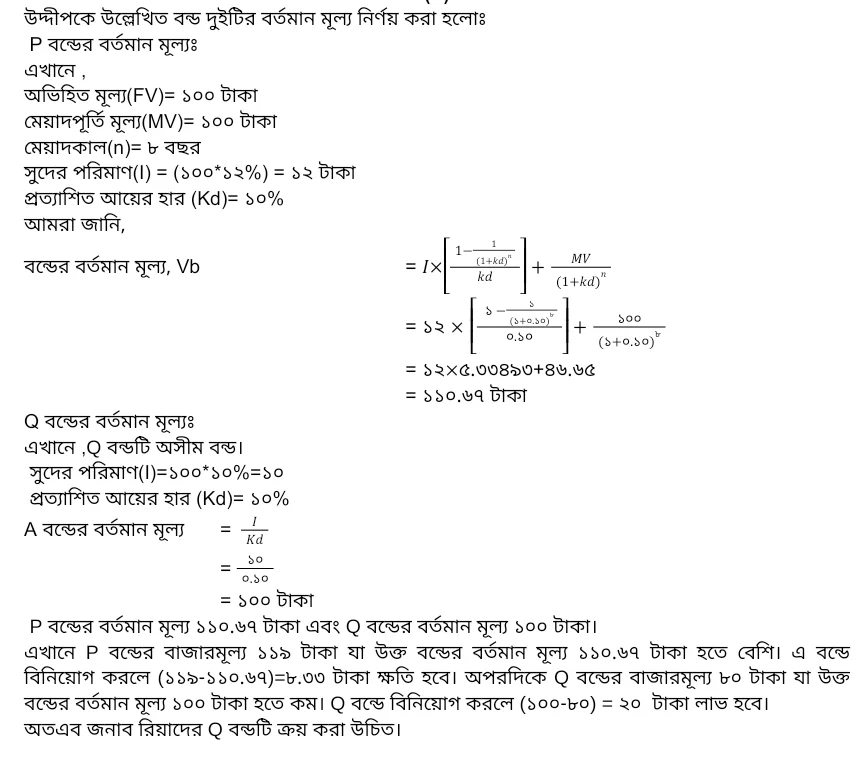 উদ্দীপকে উল্লেখিত বন্ড দুইটির বর্তমান মূল্য নির্ণয় করা হলোঃ
P বন্ডের বর্তমান মূল্যঃ
এখানে ,
অভিহিত মূল্য(FV)= ১০০ টাকা
মেয়াদপূর্তি মূল্য(MV)= ১০০ টাকা
মেয়াদকাল(n)= ৮ বছর
সুদের পরিমাণ(I) = (১০০*১২%) = ১২ টাকা
প্রত্যাশিত আয়ের হার (Kd)= ১০%
আমরা জানি,
বন্ডের বর্তমান মূল্য, Vb = I×[(1−1/(1+kd)^n)/kd] + MV/(1+kd)^n
= ১২ × [(১ −১/(১+০.১০)^৮)/০.১০] + ১০০/(১+০.১০)^৮
= ১২×৫.৩৩৪৯৩+৪৬.৬৫
= ১১০.৬৭ টাকা
Q বন্ডের বর্তমান মূল্যঃ
এখানে ,Q বন্ডটি অসীম বন্ড।
সুদের পরিমাণ(I)=১০০*১০%=১০
প্রত্যাশিত আয়ের হার (Kd)= ১০%
A বন্ডের বর্তমান মূল্য = I/Kd
= ১০/০.১০
= ১০০ টাকা
P বন্ডের বর্তমান মূল্য ১১০.৬৭ টাকা এবং Q বন্ডের বর্তমান মূল্য ১০০ টাকা।
এখানে P বন্ডের বাজারমূল্য ১১৯ টাকা যা উক্ত বন্ডের বর্তমান মূল্য ১১০.৬৭ টাকা হতে বেশি। এ বন্ডে
বিনিয়োগ করলে (১১৯-১১০.৬৭)=৮.৩৩ টাকা ক্ষতি হবে। অপরদিকে Q বন্ডের বাজারমূল্য ৮০ টাকা যা উক্ত
বন্ডের বর্তমান মূল্য ১০০ টাকা হতে কম। Q বন্ডে বিনিয়োগ করলে (১০০-৮০) = ২০ টাকা লাভ হবে।
অতএব জনাব রিয়াদের Q বন্ডটি ক্রয় করা উচিত।